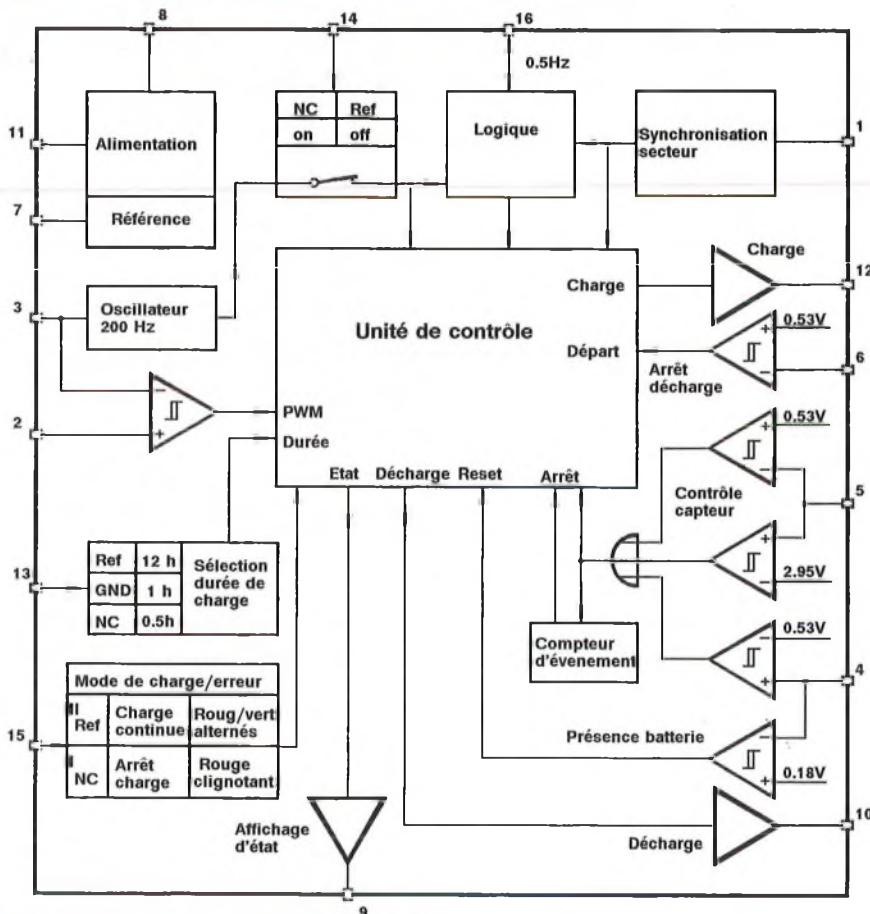 8
14
16
0.5Hz
11
Alimentation
7
Référence
NC Ref
on off
Logique
Synchronisation
secteur
1
3
Oscillateur
200 Hz
2
Unité de contrôle
Charge
Départ
PWM
Durée
Etat Décharge Reset Arrêt
Charge
12
0.53V
6
Arrêt
décharge
0.53V
5
Contrôle
capteur
2.95V
0.53V
4
Présence batterie
0.18V
10
Décharge
Compteur
d'évenement
13
Ref 12 h
GND 1 h
NC 0.5h
Sélection
durée de
charge
15
Mode de charge/erreur
II
Ref
Charge
continue
Roug/vert
alternés
I
NC
Arrêt
charge
Rouge
clignotant
Affichage
d'état
9